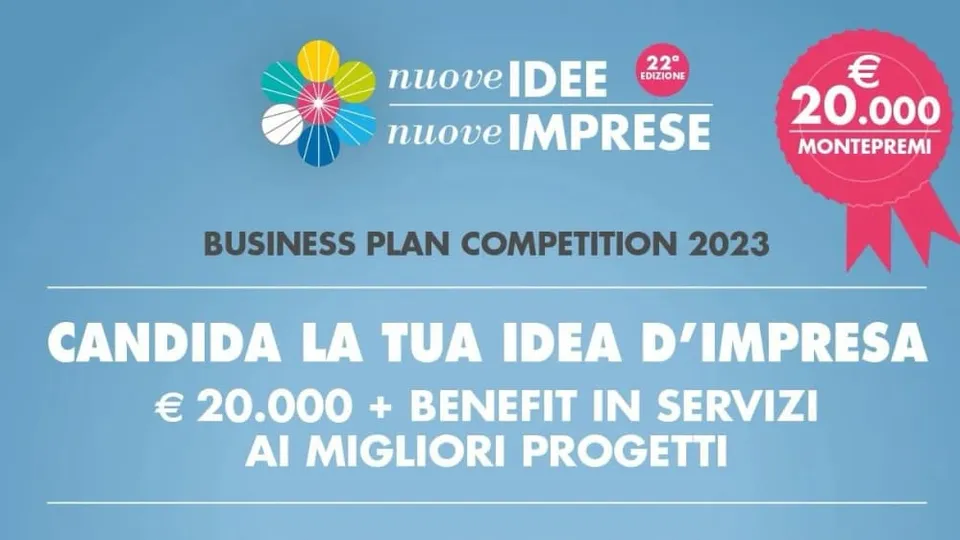 nuove IDEE
nuove IMPRESE
22ª
EDIZIONE
€
20.000
MONTEPREMI
BUSINESS PLAN COMPETITION 2023
CANDIDA LA TUA IDEA D'IMPRESA
€ 20.000 + BENEFIT IN SERVIZI
AI MIGLIORI PROGETTI